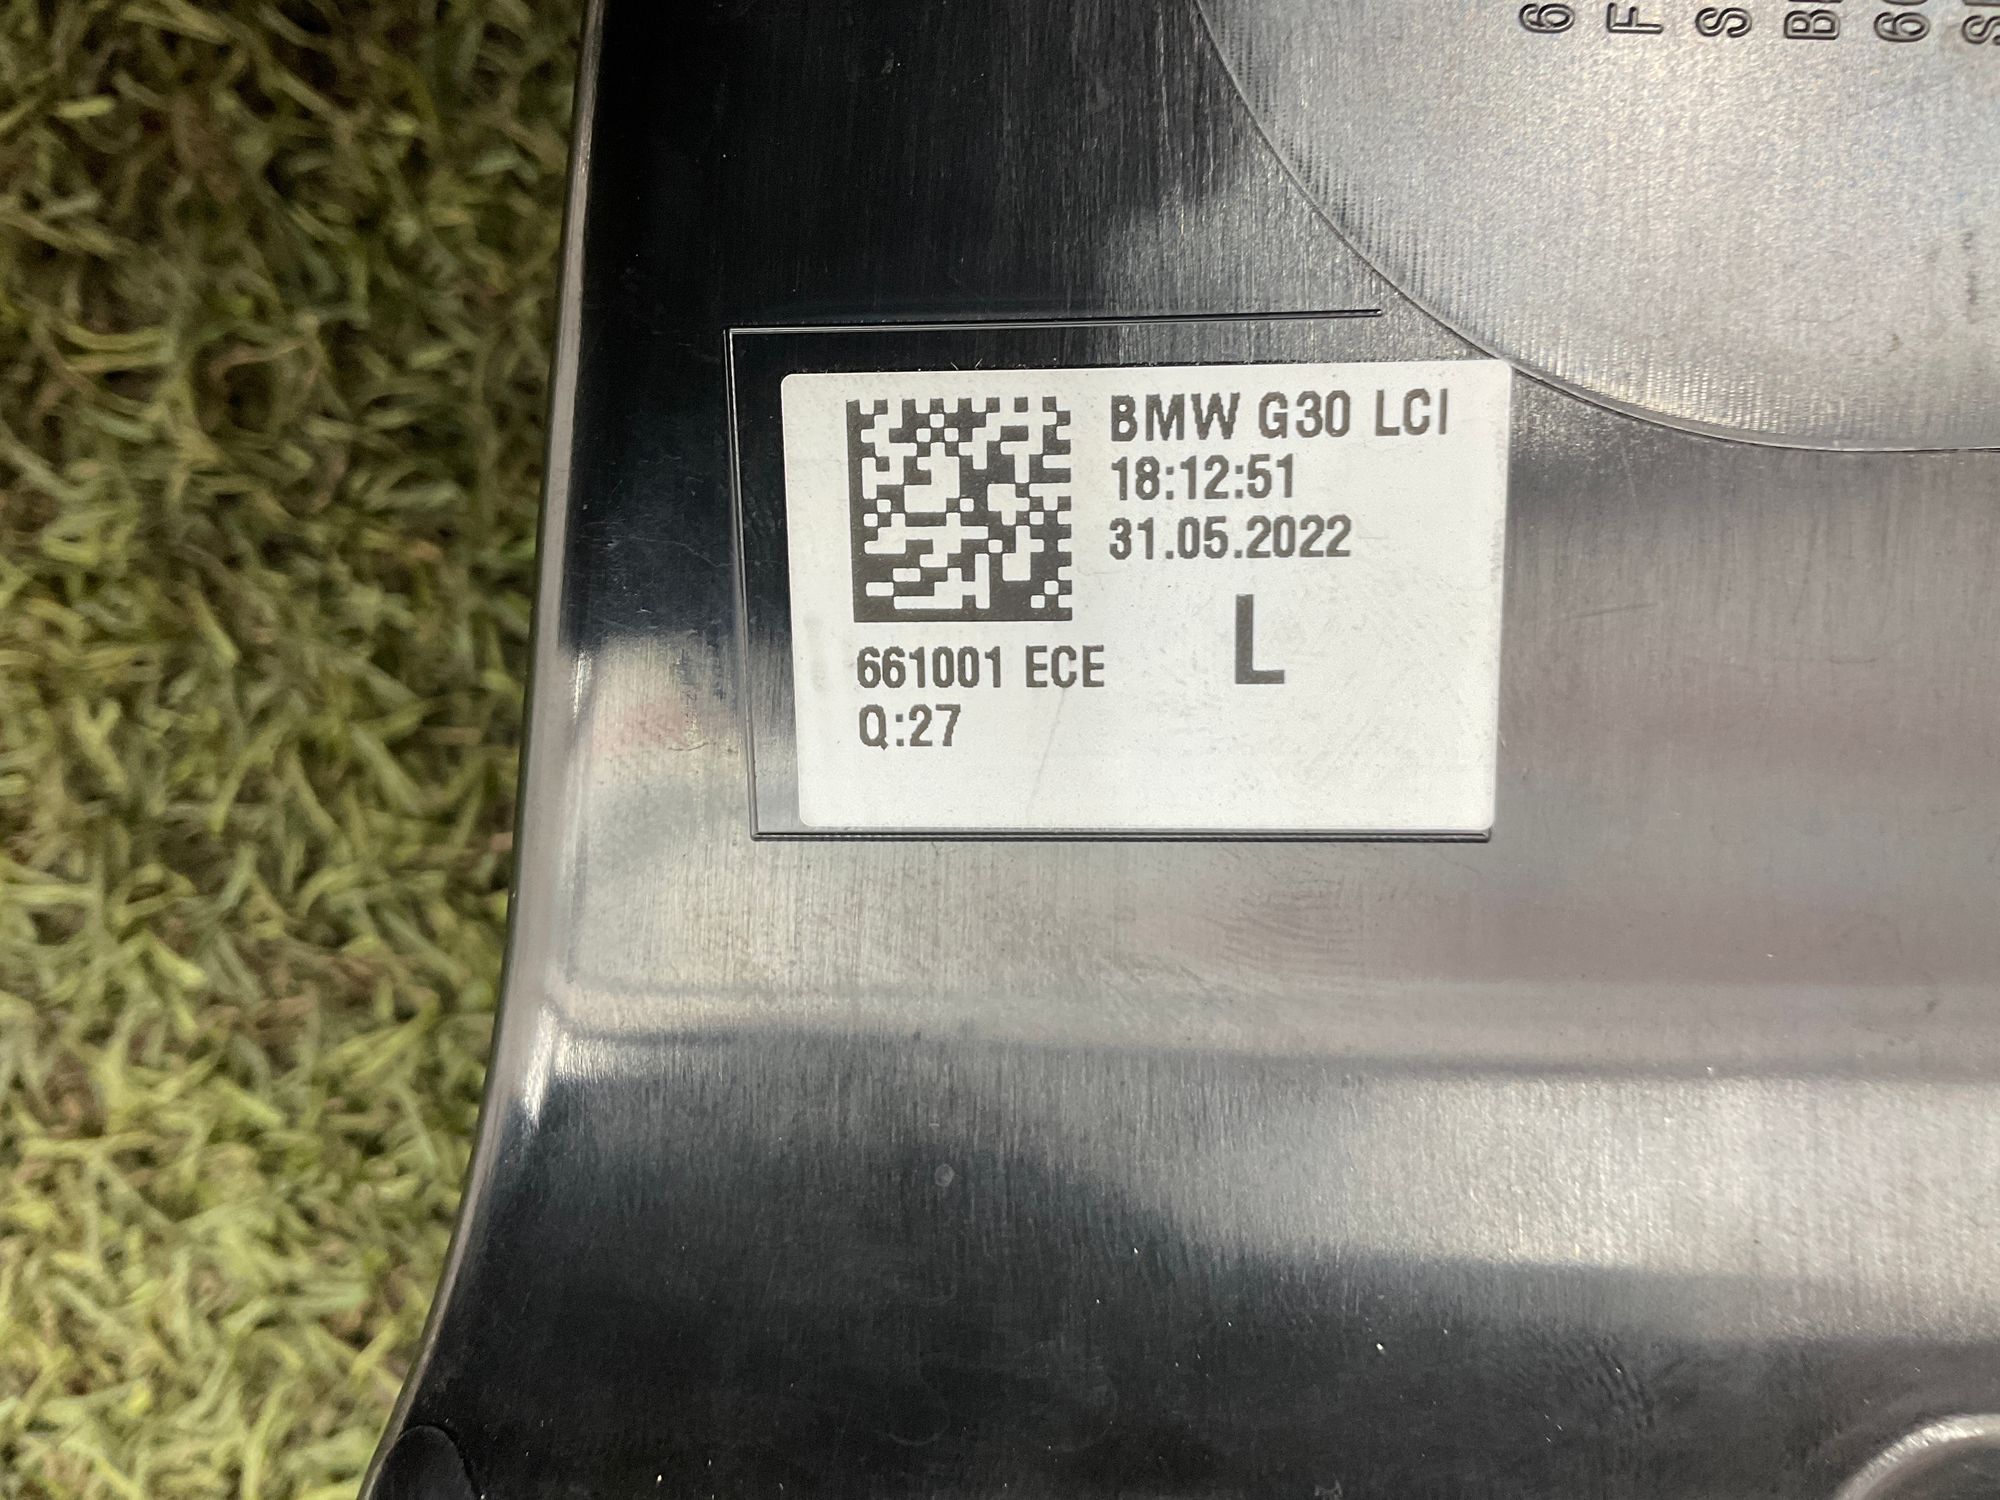 BMW G30 LCI
18:12:51
31.05.2022
L
661001 ECE
Q:27